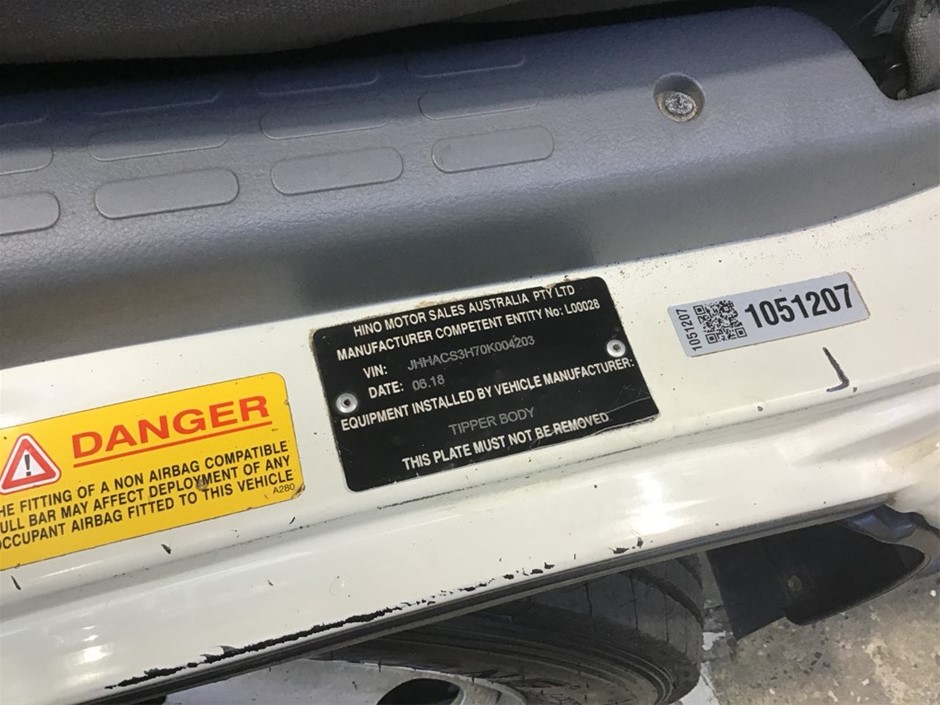 HINO MOTOR SALES AUSTRALIA PTY LTD
MANUFACTURER COMPETENT ENTITY No: L00028
VIN: JHHACS3H70K004203
DATE: 06.18
EQUIPMENT INSTALLED BY VEHICLE MANUFACTURER:
TIPPER BODY
THIS PLATE MUST NOT BE REMOVED
1051207
1051207
DANGER
HE FITTING OF A NON AIRBAG COMPATIBLE
ULL BAR MAY AFFECT DEPLOYMENT OF ANY
OCCUPANT AIRBAG FITTED TO THIS VEHICLE
A280